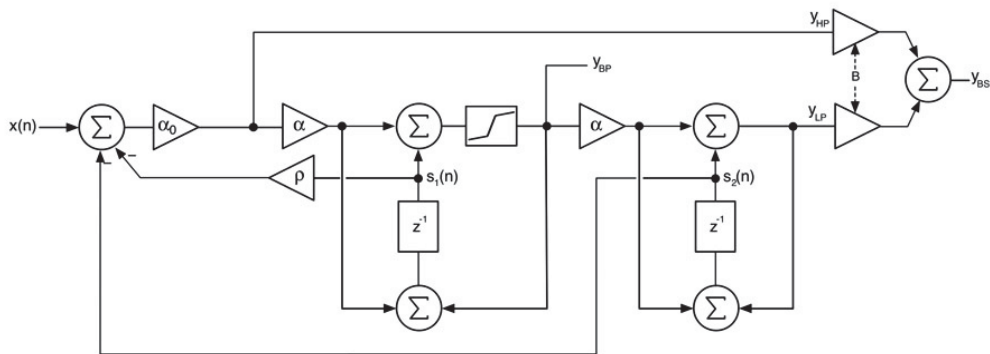 y_HP
y_BP
B
Σ
y_BS
x(n)
Σ
α₀
α
Σ
α
Σ
y_LP
–
–
ρ
s₁(n)
s₂(n)
z⁻¹
z⁻¹
Σ
Σ